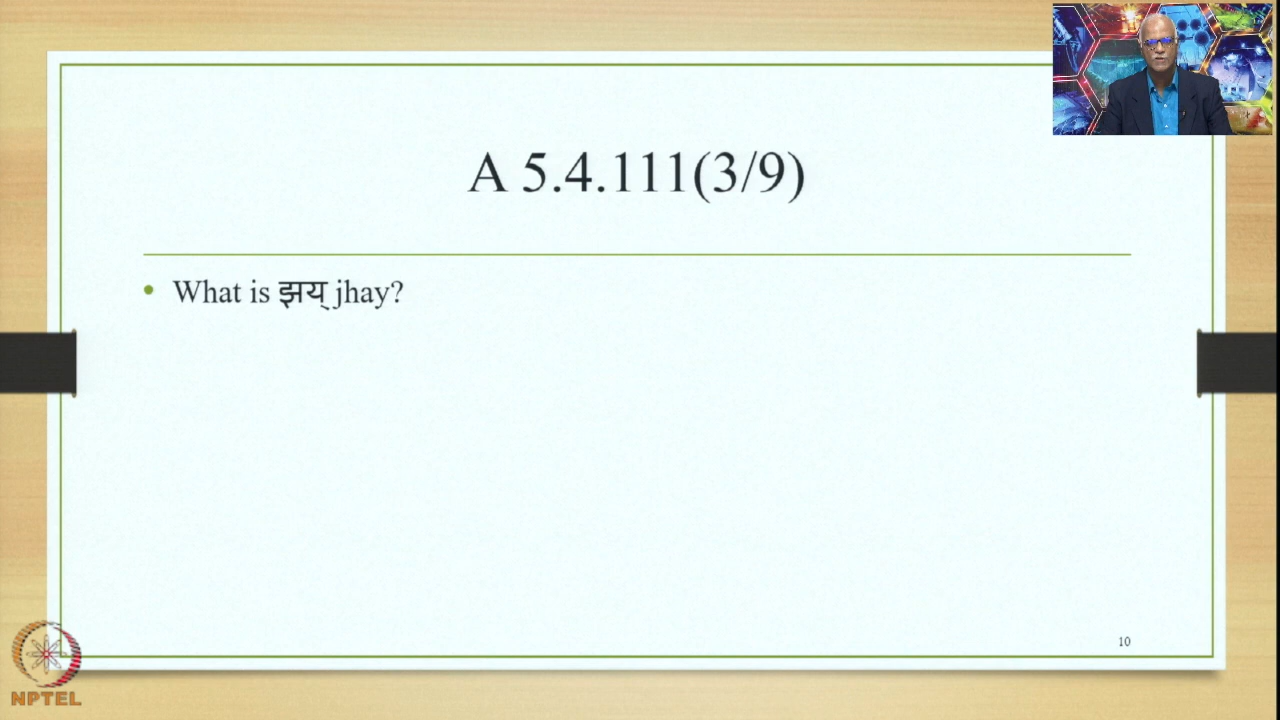 A 5.4.111(3/9)
• What is झय् jhay?
10
NPTEL